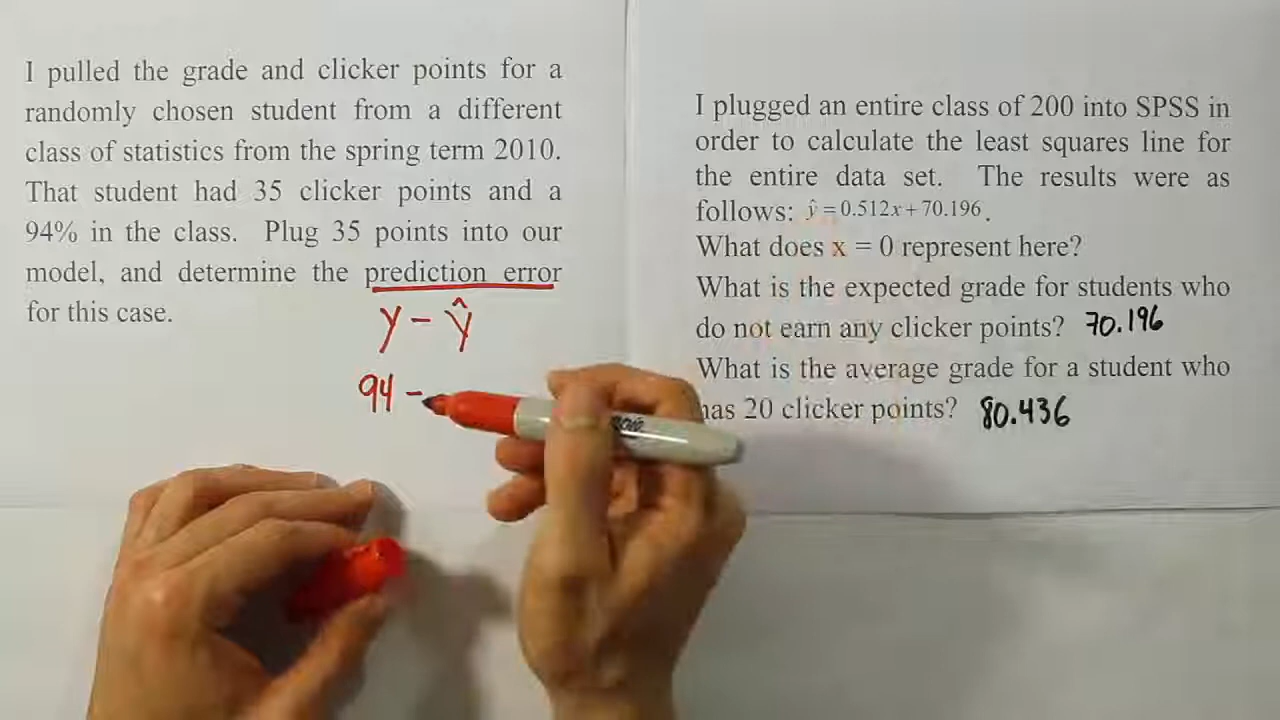 I pulled the grade and clicker points for a
randomly chosen student from a different
class of statistics from the spring term 2010.
That student had 35 clicker points and a
94% in the class. Plug 35 points into our
model, and determine the prediction error
for this case.
y - ŷ
94 -
I plugged an entire class of 200 into SPSS in
order to calculate the least squares line for
the entire data set. The results were as
follows: ŷ = 0.512x + 70.196.
What does x = 0 represent here?
What is the expected grade for students who
do not earn any clicker points? 70.196
What is the average grade for a student who
has 20 clicker points? 80.436